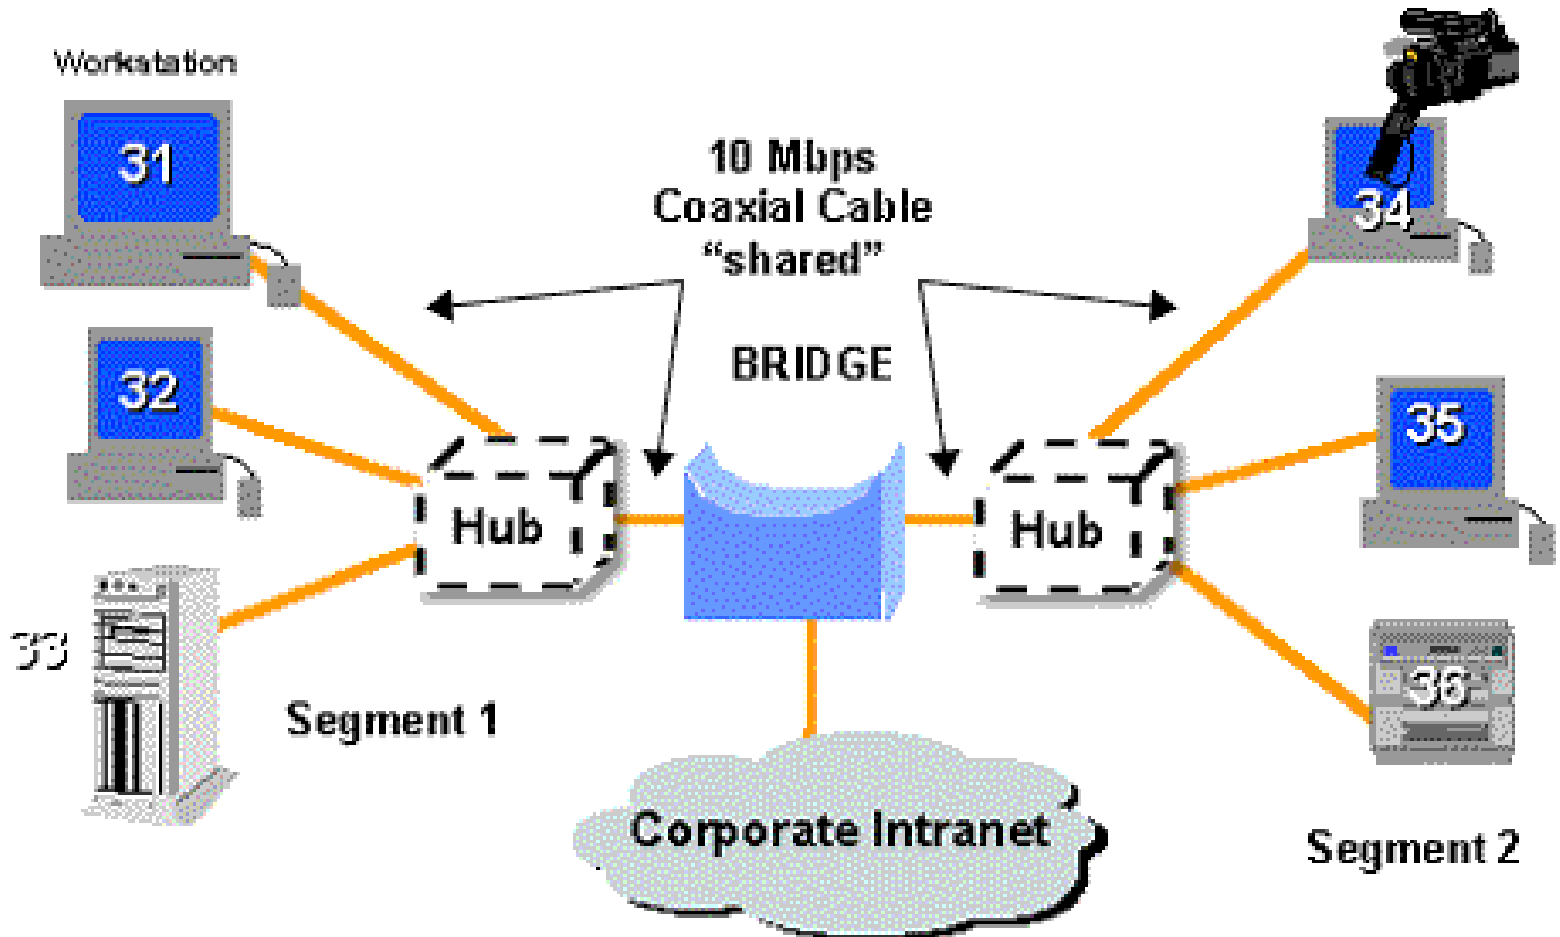 Workstation
31
10 Mbps
Coaxial Cable
“shared”
34
BRIDGE
32
35
Hub
Hub
33
36
Segment 1
Corporate Intranet
Segment 2